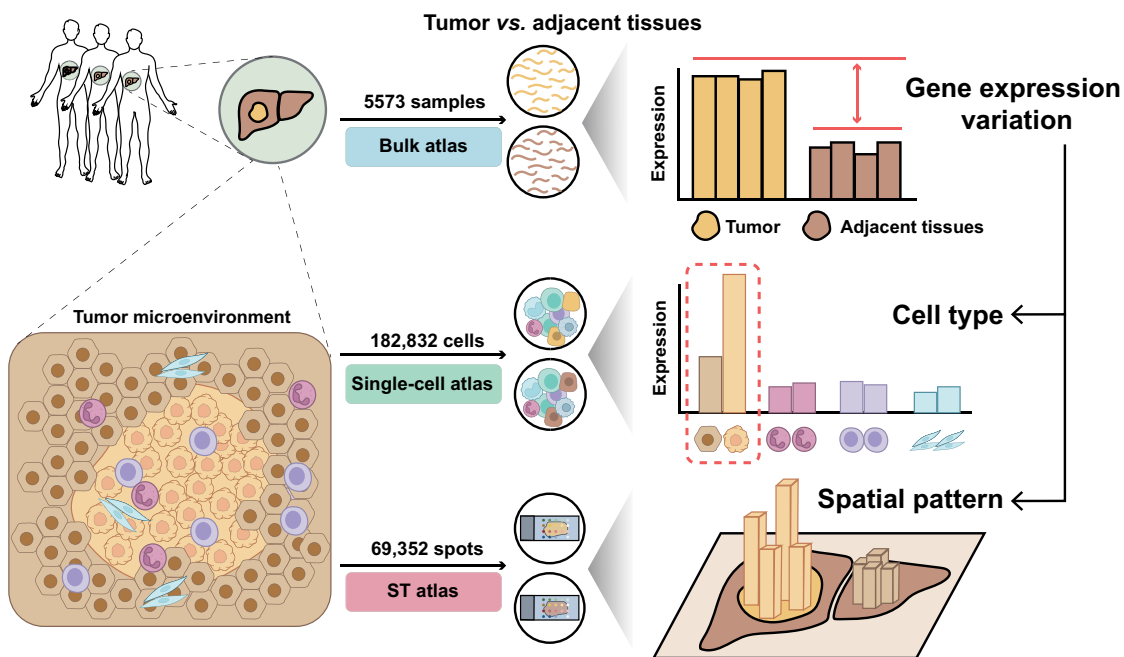 Tumor vs. adjacent tissues
5573 samples
Bulk atlas
Expression
Tumor
Adjacent tissues
Gene expression
variation
Tumor microenvironment
182,832 cells
Single-cell atlas
Expression
Cell type
69,352 spots
ST atlas
Spatial pattern